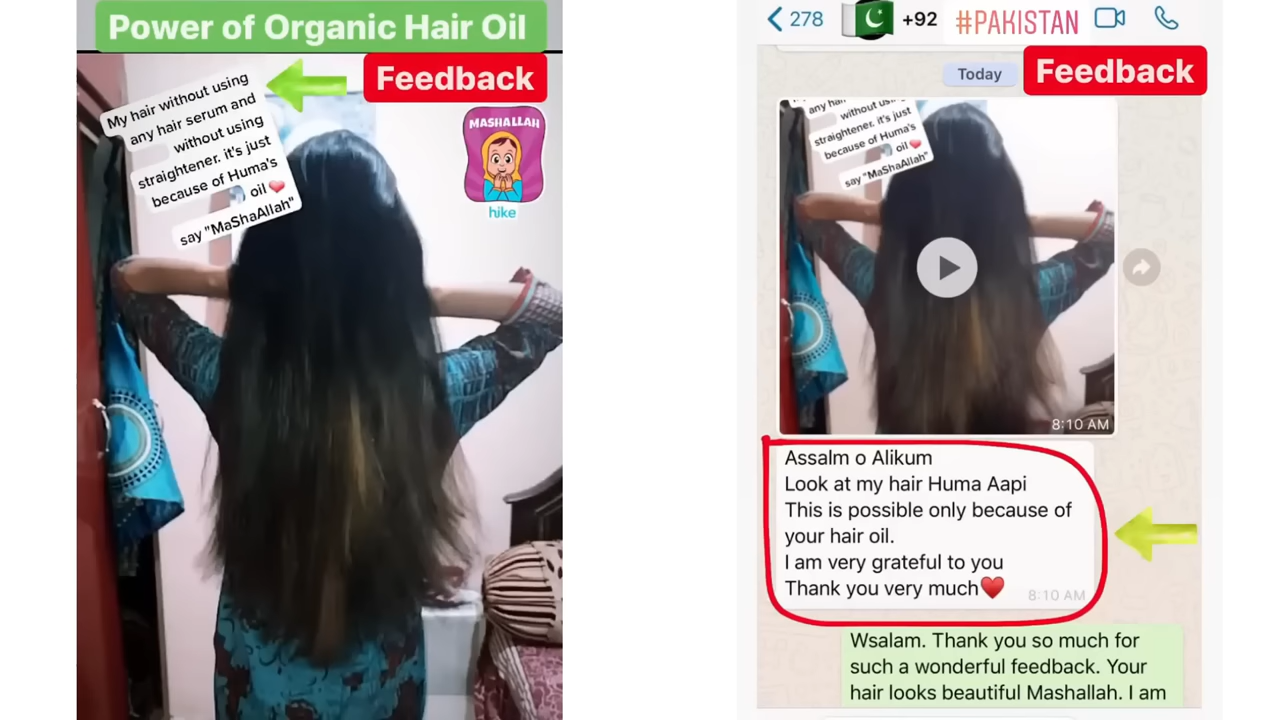 Power of Organic Hair Oil
Feedback
My hair without using
any hair serum and
without using
straightener. it's just
because of Huma's
oil ❤️
say "MaShaAllah"
MASHALLAH
hike
278
+92
#PAKISTAN
Today
Feedback
any hair
without usin
straightener. it's just
because of Huma's
oil ❤️
say "MaShaAllah"
8:10 AM
Assalm o Alikum
Look at my hair Huma Aapi
This is possible only because of
your hair oil.
I am very grateful to you
Thank you very much♥️
8:10 AM
Wsalam. Thank you so much for
such a wonderful feedback. Your
hair looks beautiful Mashallah. I am